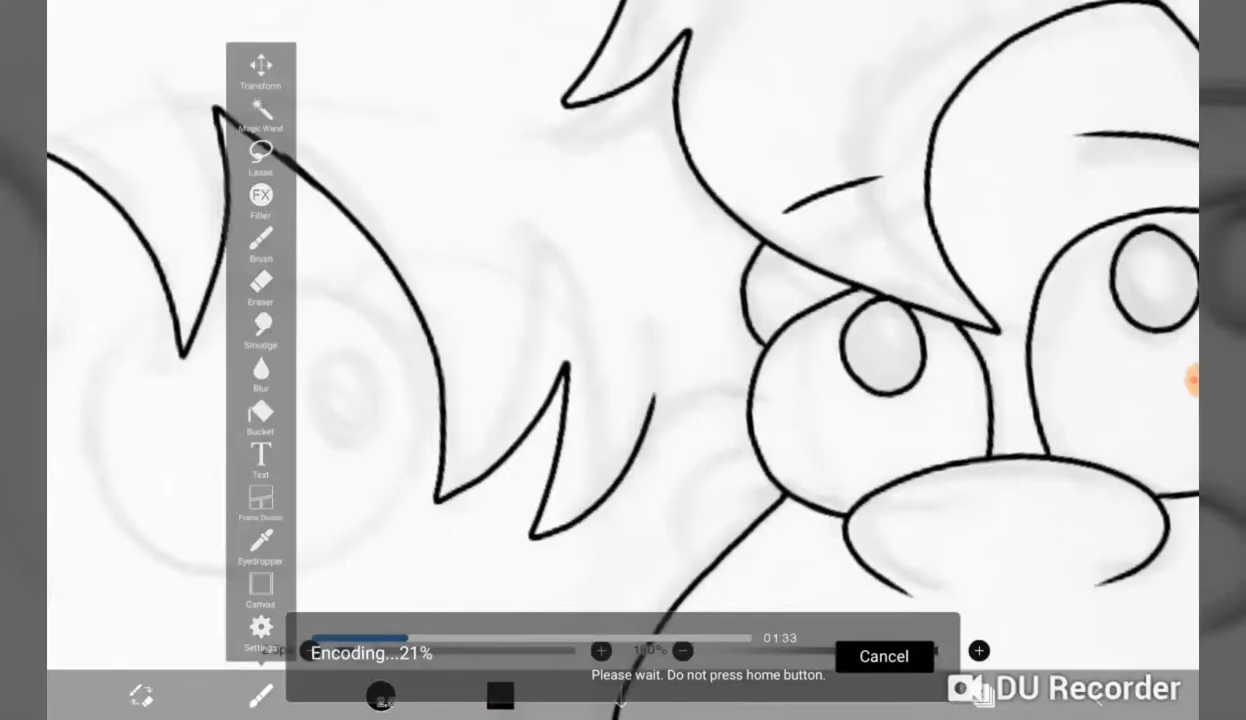 Transform
Magic Wand
Lasso
FX
Filter
Brush
Eraser
Smudge
Blur
Bucket
T
Text
Frame Divider
Eyedropper
Canvas
Settings
01:33
Encoding...21%
Cancel
Please wait. Do not press home button.
DU Recorder